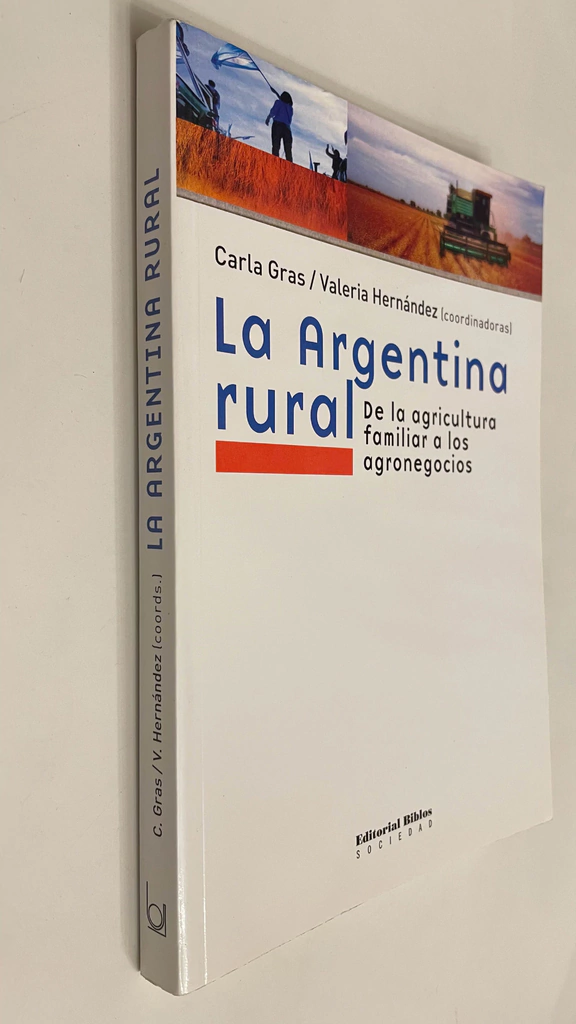 Carla Gras / Valeria Hernández (coordinadoras)
La Argentina
rural
De la agricultura
familiar a los
agronegocios
Editorial Biblos
SOCIEDAD
C. Gras / V. Hernández (coords.) LA ARGENTINA RURAL